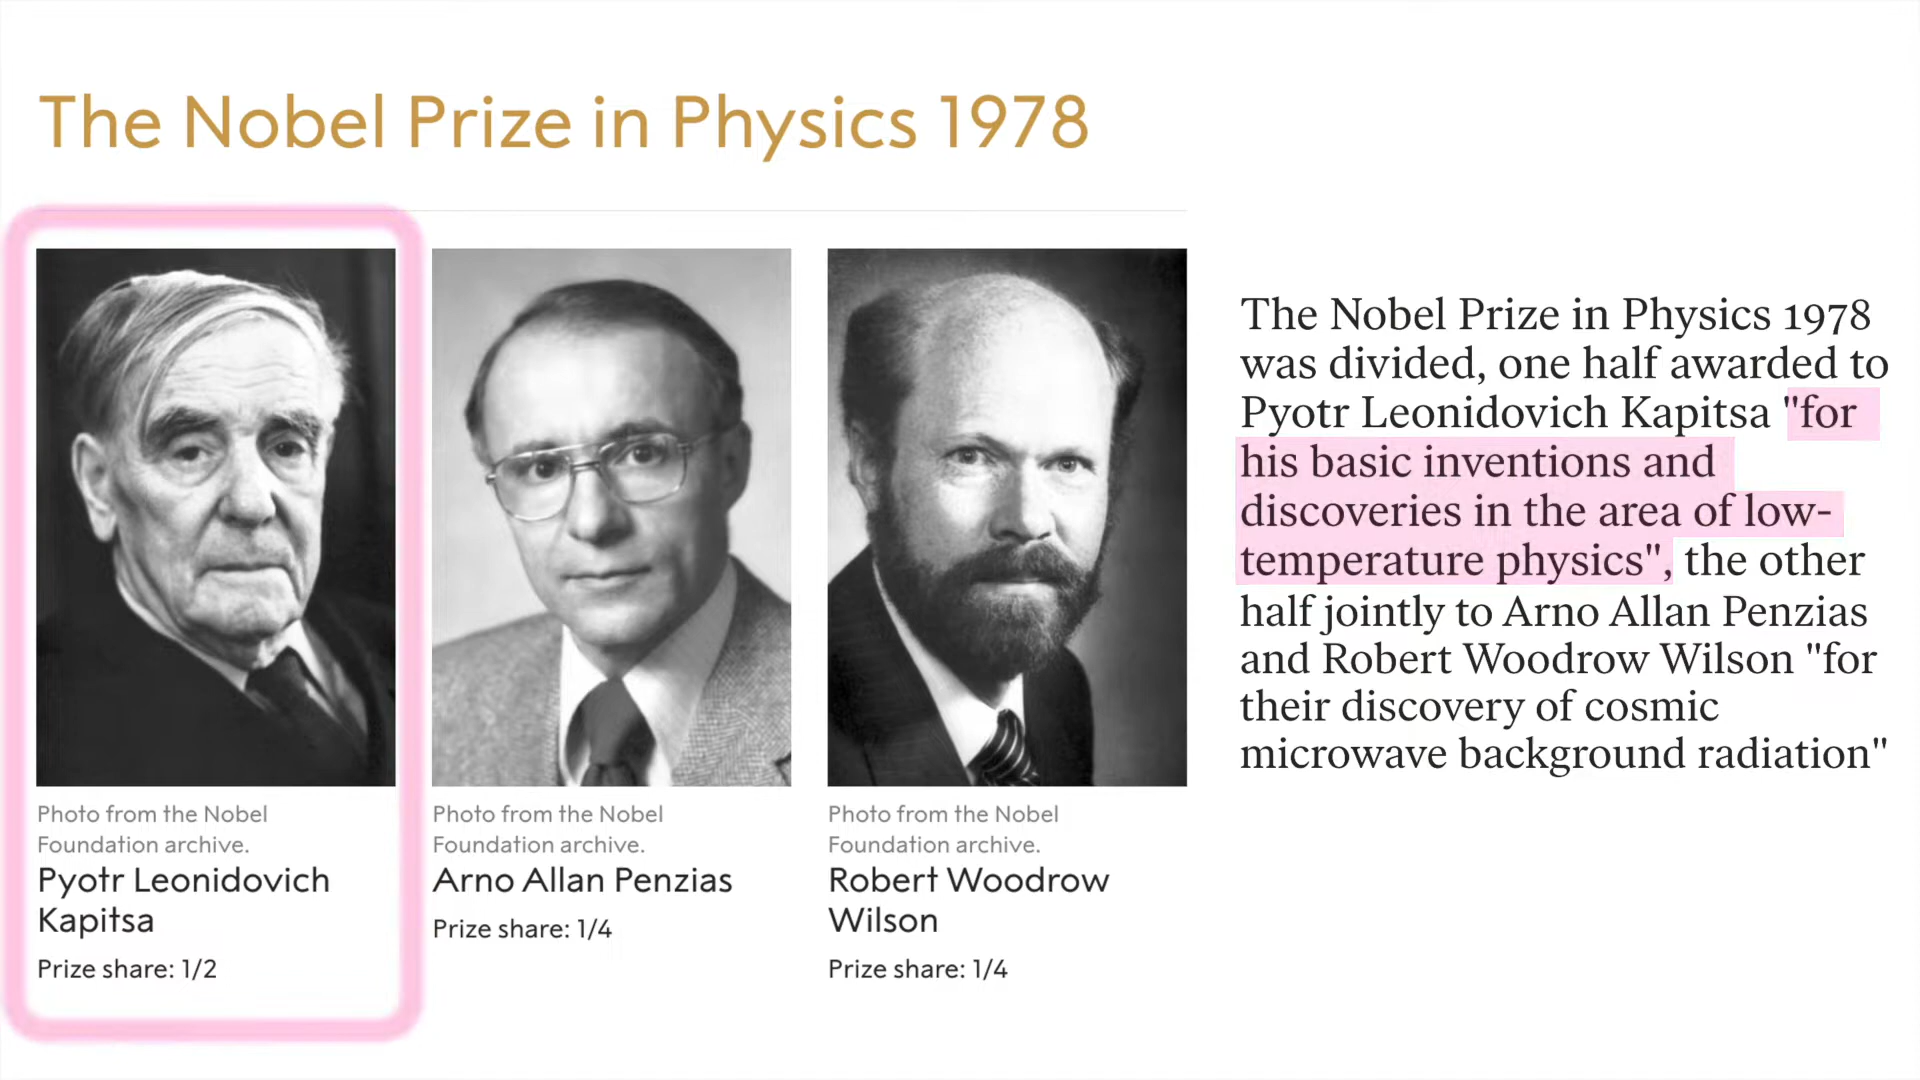 The Nobel Prize in Physics 1978
Photo from the Nobel
Foundation archive.
Pyotr Leonidovich
Kapitsa
Prize share: 1/2
Photo from the Nobel
Foundation archive.
Arno Allan Penzias
Prize share: 1/4
Photo from the Nobel
Foundation archive.
Robert Woodrow
Wilson
Prize share: 1/4
The Nobel Prize in Physics 1978
was divided, one half awarded to
Pyotr Leonidovich Kapitsa "for
his basic inventions and
discoveries in the area of low-
temperature physics", the other
half jointly to Arno Allan Penzias
and Robert Woodrow Wilson "for
their discovery of cosmic
microwave background radiation"